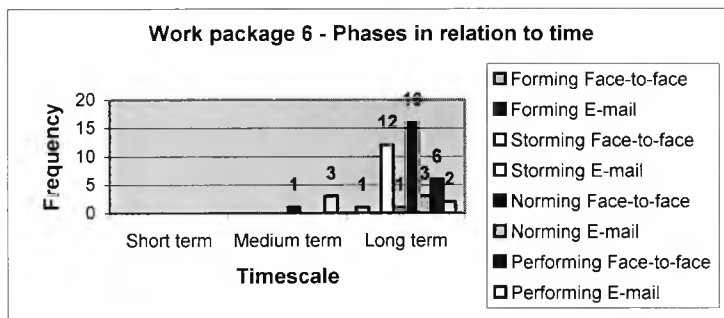 Work package 6 - Phases in relation to time
Frequency
20
15
10
5
0
1
3
1
12
1
16
3
6
2
Short term
Medium term
Long term
Timescale
Forming Face-to-face
Forming E-mail
Storming Face-to-face
Storming E-mail
Norming Face-to-face
Norming E-mail
Performing Face-to-face
Performing E-mail